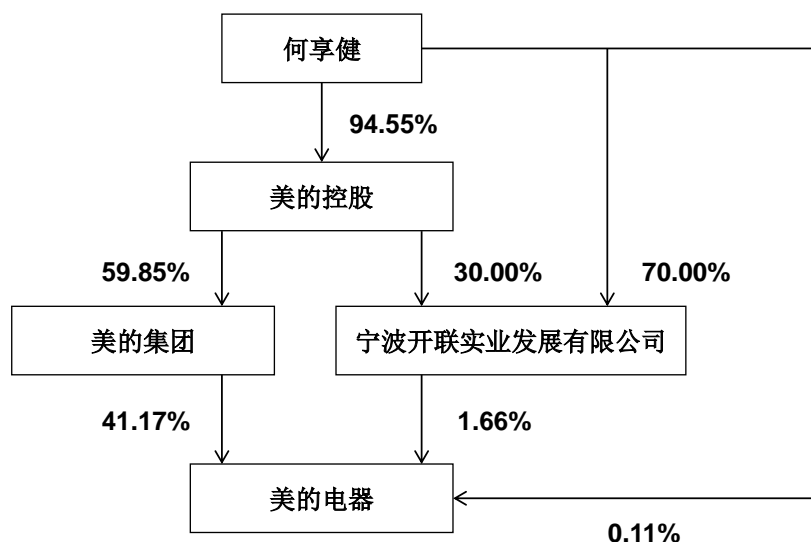 何享健
94.55%
美的控股
59.85%
30.00%
70.00%
美的集团
宁波开联实业发展有限公司
41.17%
1.66%
美的电器
0.11%